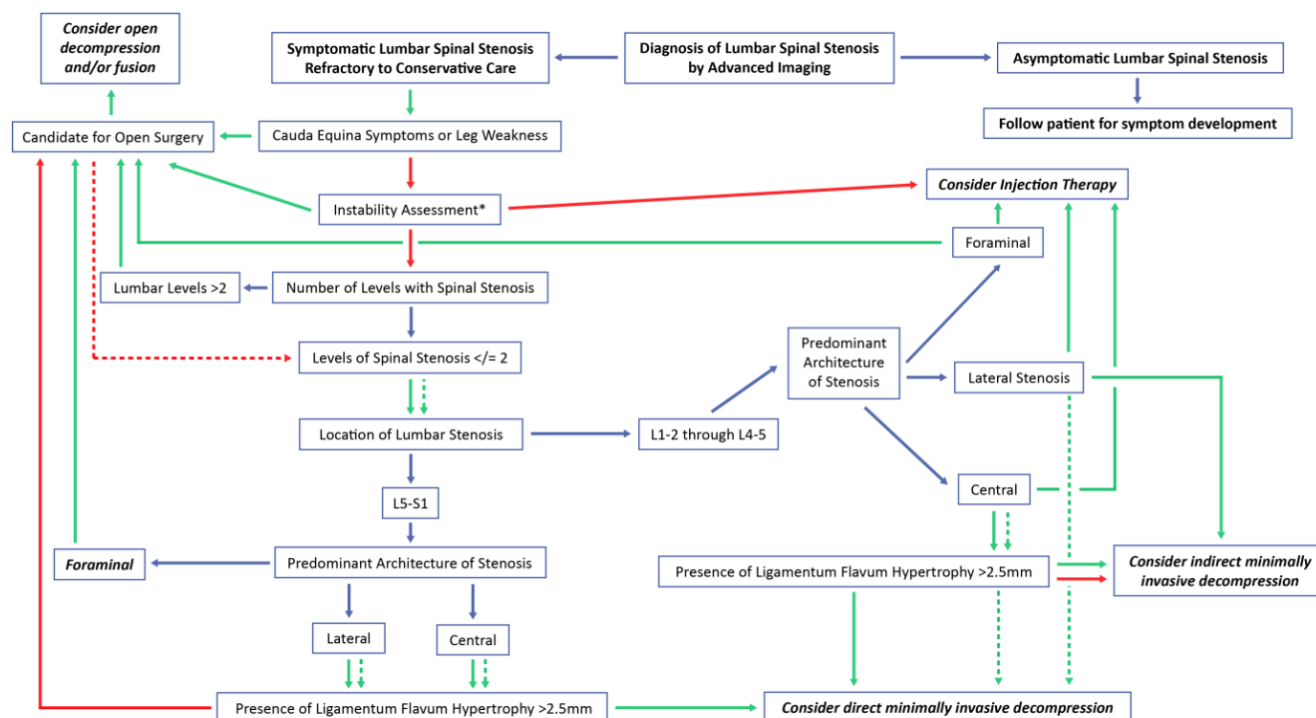 Consider open
decompression
and/or fusion
Symptomatic Lumbar Spinal Stenosis
Refractory to Conservative Care
Diagnosis of Lumbar Spinal Stenosis
by Advanced Imaging
Asymptomatic Lumbar Spinal Stenosis
Candidate for Open Surgery
Cauda Equina Symptoms or Leg Weakness
Follow patient for symptom development
Consider Injection Therapy
Instability Assessment*
Foraminal
Lumbar Levels >2
Number of Levels with Spinal Stenosis
Levels of Spinal Stenosis </= 2
Predominant
Architecture
of Stenosis
Lateral Stenosis
Location of Lumbar Stenosis
L1-2 through L4-5
Central
L5-S1
Foraminal
Predominant Architecture of Stenosis
Presence of Ligamentum Flavum Hypertrophy >2.5mm
Consider indirect minimally
invasive decompression
Lateral
Central
Presence of Ligamentum Flavum Hypertrophy >2.5mm
Consider direct minimally invasive decompression